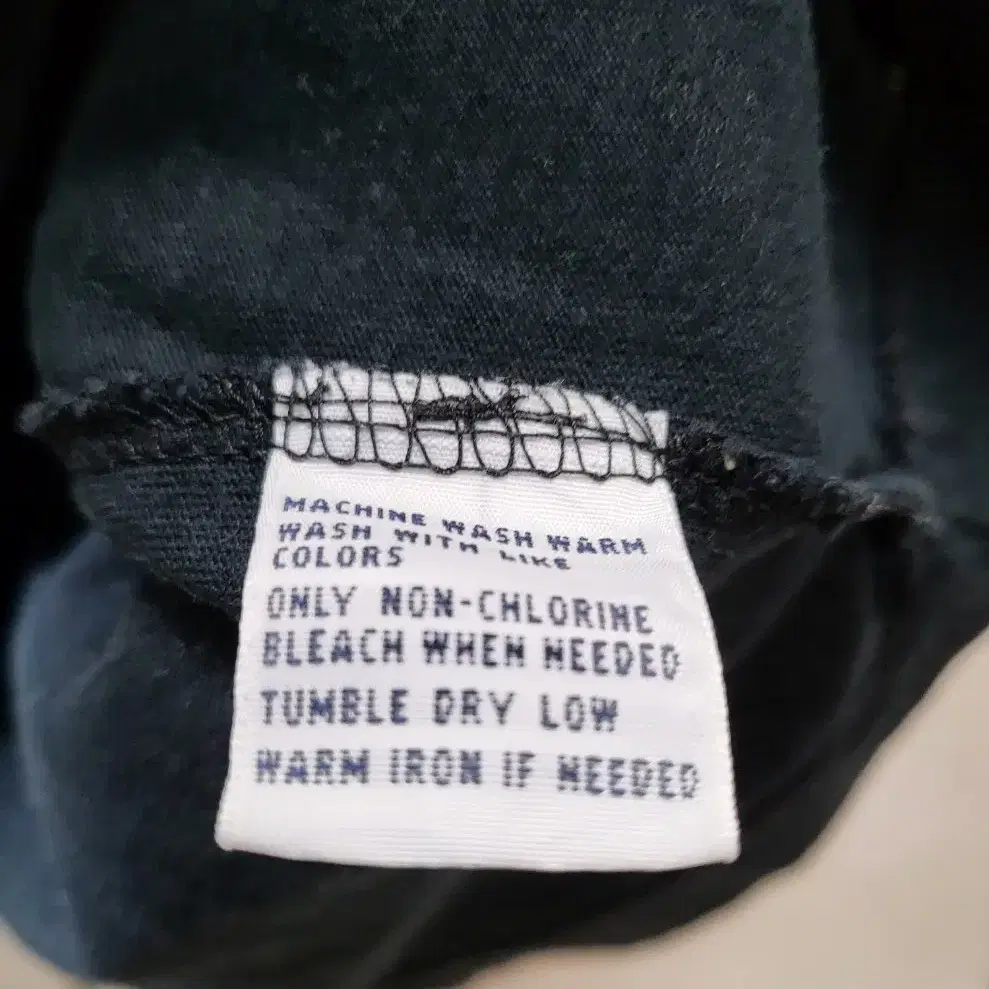 MACHINE WASH WARM
WASH WITH LIKE
COLORS
ONLY NON-CHLORINE
BLEACH WHEN NEEDED
TUMBLE DRY LOW
WARM IRON IF NEEDED